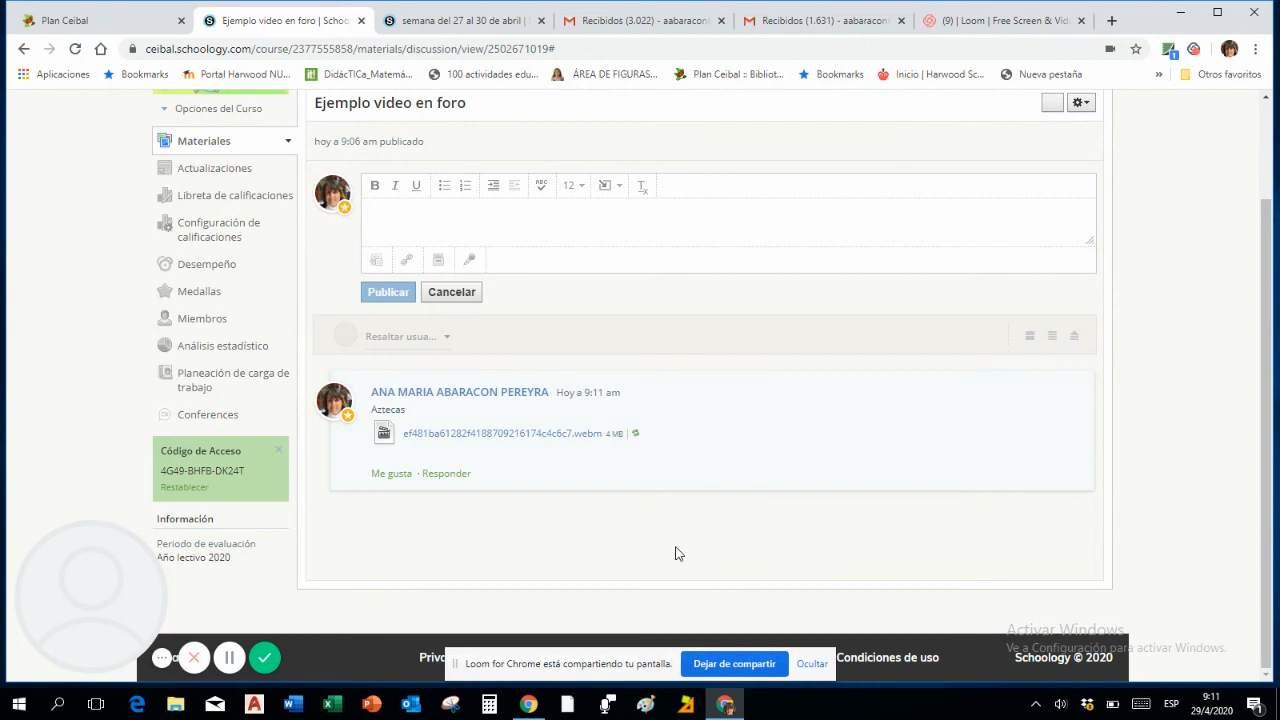 Plan Ceibal
Ejemplo video en foro | Schoo
semana del 27 al 30 de abril |
Recibidos (3.022) - aabaracon
Recibidos (1.631) - aabaracon
(9) | Loom | Free Screen & Vid
ceibal.schoology.com/course/2377555858/materials/discussion/view/2502671019#
Aplicaciones
Bookmarks
Portal Harwood NU...
DidácTICa_Matemá...
100 actividades edu...
ÁREA DE FIGURAS...
Plan Ceibal :: Bibliot...
Bookmarks
Inicio | Harwood Sc...
Nueva pestaña
»
Otros favoritos
Opciones del Curso
Materiales
Actualizaciones
Libreta de calificaciones
Configuración de
calificaciones
Desempeño
Medallas
Miembros
Análisis estadístico
Planeación de carga de
trabajo
Conferences
Código de Acceso
4G49-BHFB-DK24T
Restablecer
Información
Periodo de evaluación
Año lectivo 2020
Ejemplo video en foro
hoy a 9:06 am publicado
B I U ABC 12 Tx
Publicar
Cancelar
Resaltar usua...
ANA MARIA ABARACON PEREYRA Hoy a 9:11 am
Aztecas
ef481ba61282f4188709216174c4c6c7.webm 4 MB |
Me gusta · Responder
Activar Windows
Ve a Configuración para activar Windows.
Priv
Condiciones de uso
Schoology © 2020
Loom for Chrome está compartiendo tu pantalla.
Dejar de compartir
Ocultar
ESP
9:11
29/4/2020